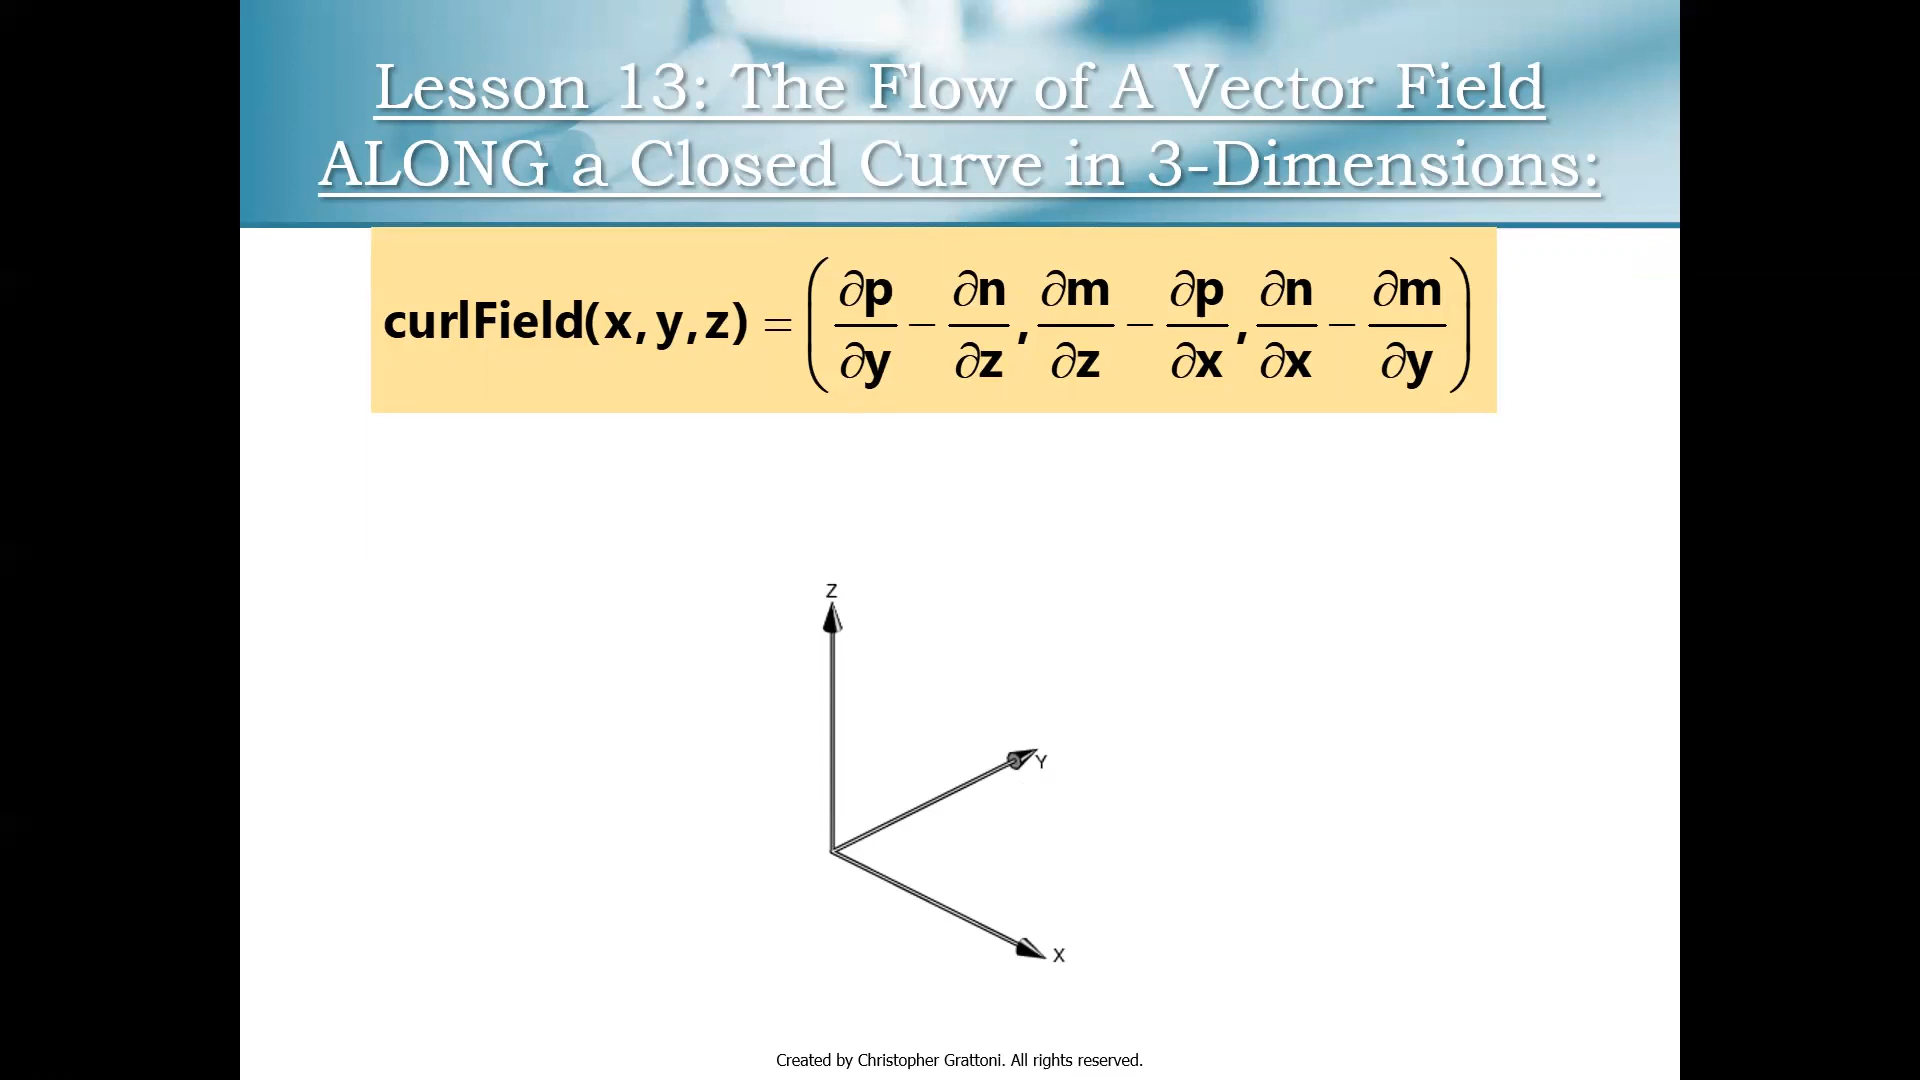 Lesson 13: The Flow of A Vector Field
ALONG a Closed Curve in 3-Dimensions:
curlField(x,y,z) = (∂p/∂y − ∂n/∂z, ∂m/∂z − ∂p/∂x, ∂n/∂x − ∂m/∂y)
Z
Y
X
Created by Christopher Grattoni. All rights reserved.